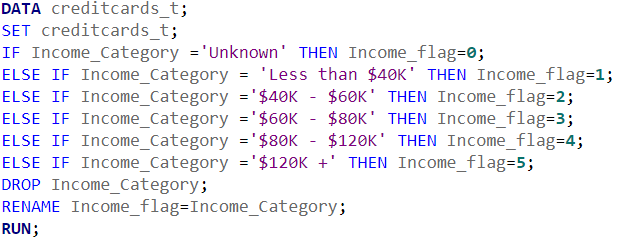 DATA creditcards_t;
SET creditcards_t;
IF Income_Category ='Unknown' THEN Income_flag=0;
ELSE IF Income_Category = 'Less than $40K' THEN Income_flag=1;
ELSE IF Income_Category ='$40K - $60K' THEN Income_flag=2;
ELSE IF Income_Category ='$60K - $80K' THEN Income_flag=3;
ELSE IF Income_Category ='$80K - $120K' THEN Income_flag=4;
ELSE IF Income_Category ='$120K +' THEN Income_flag=5;
DROP Income_Category;
RENAME Income_flag=Income_Category;
RUN;